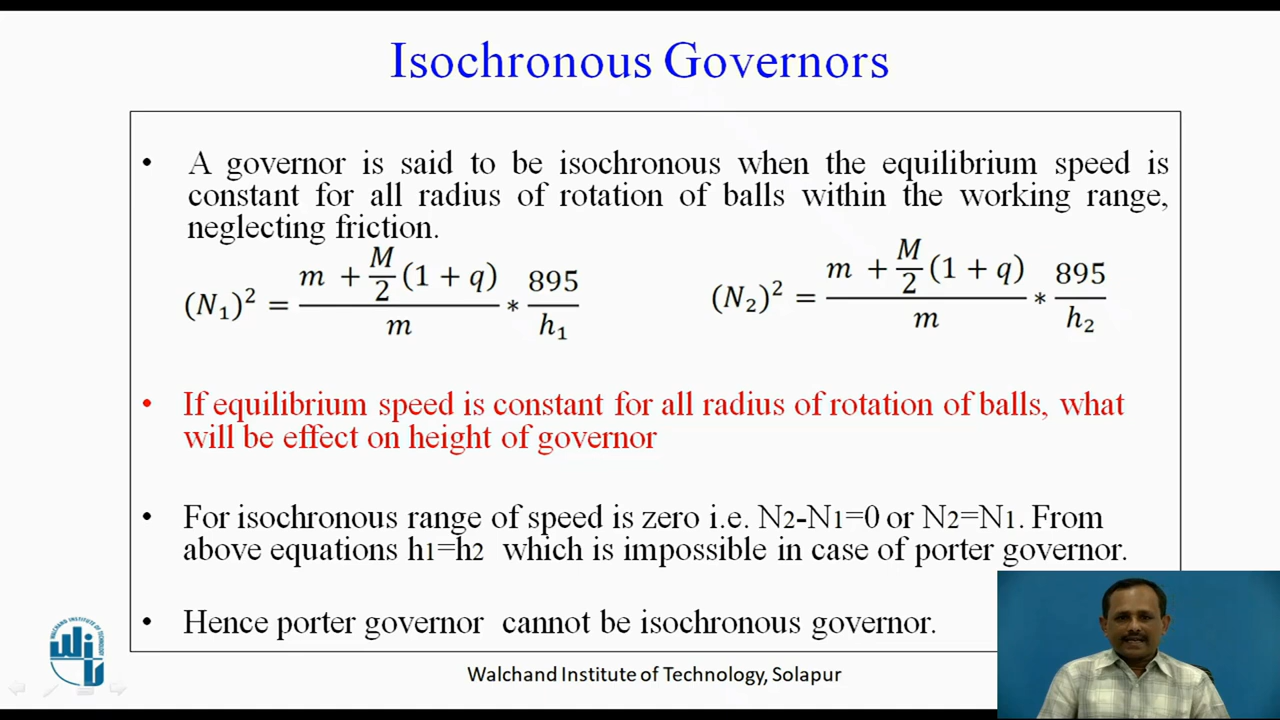 Isochronous Governors
• A governor is said to be isochronous when the equilibrium speed is
constant for all radius of rotation of balls within the working range,
neglecting friction.
(N₁)² = (m + M/2 (1 + q))/m * 895/h₁
(N₂)² = (m + M/2 (1 + q))/m * 895/h₂
• If equilibrium speed is constant for all radius of rotation of balls, what
will be effect on height of governor
• For isochronous range of speed is zero i.e. N2-N1=0 or N2=N1. From
above equations h1=h2 which is impossible in case of porter governor.
• Hence porter governor cannot be isochronous governor.
WALCHAND INSTITUTE OF TECHNOLOGY
Walchand Institute of Technology, Solapur